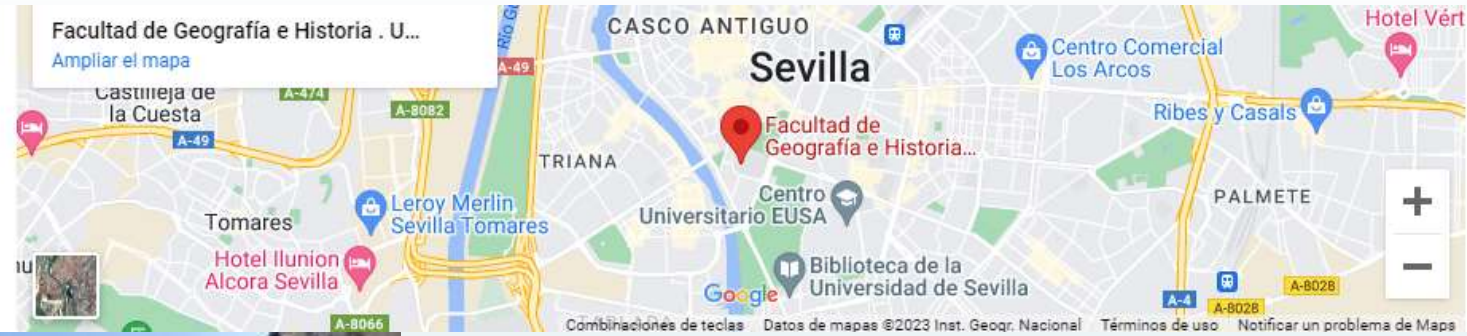 Facultad de Geografía e Historia . U...
Ampliar el mapa
CASCO ANTIGUO
Sevilla
Hotel Vért
Centro Comercial
Los Arcos
Ribes y Casals
A-49
Castilleja de
la Cuesta
A-474
A-8082
A-49
Río Gu
Facultad de
Geografía e Historia...
TRIANA
Centro
Universitario EUSA
PALMETE
Leroy Merlin
Sevilla Tomares
Tomares
Hotel Ilunion
Alcora Sevilla
Biblioteca de la
Universidad de Sevilla
Google
A-4
A-8028
A-8028
A-8066
Combinaciones de teclas
Datos de mapas ©2023 Inst. Geogr. Nacional
Términos de uso
Notificar un problema de Maps